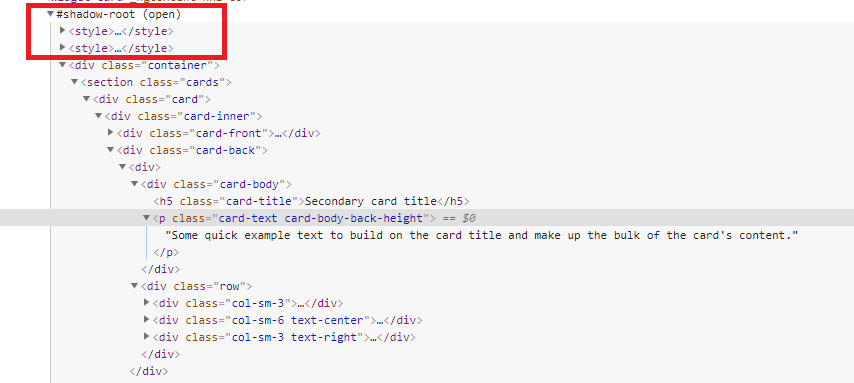 #shadow-root (open)
<style>…</style>
<style>…</style>
<div class="container">
<section class="cards">
<div class="card">
<div class="card-inner">
<div class="card-front">…</div>
<div class="card-back">
<div>
<div class="card-body">
<h5 class="card-title">Secondary card title</h5>
<p class="card-text card-body-back-height"> == $0
"Some quick example text to build on the card title and make up the bulk of the card's content."
</p>
</div>
<div class="row">
<div class="col-sm-3">…</div>
<div class="col-sm-6 text-center">…</div>
<div class="col-sm-3 text-right">…</div>
</div>
</div>